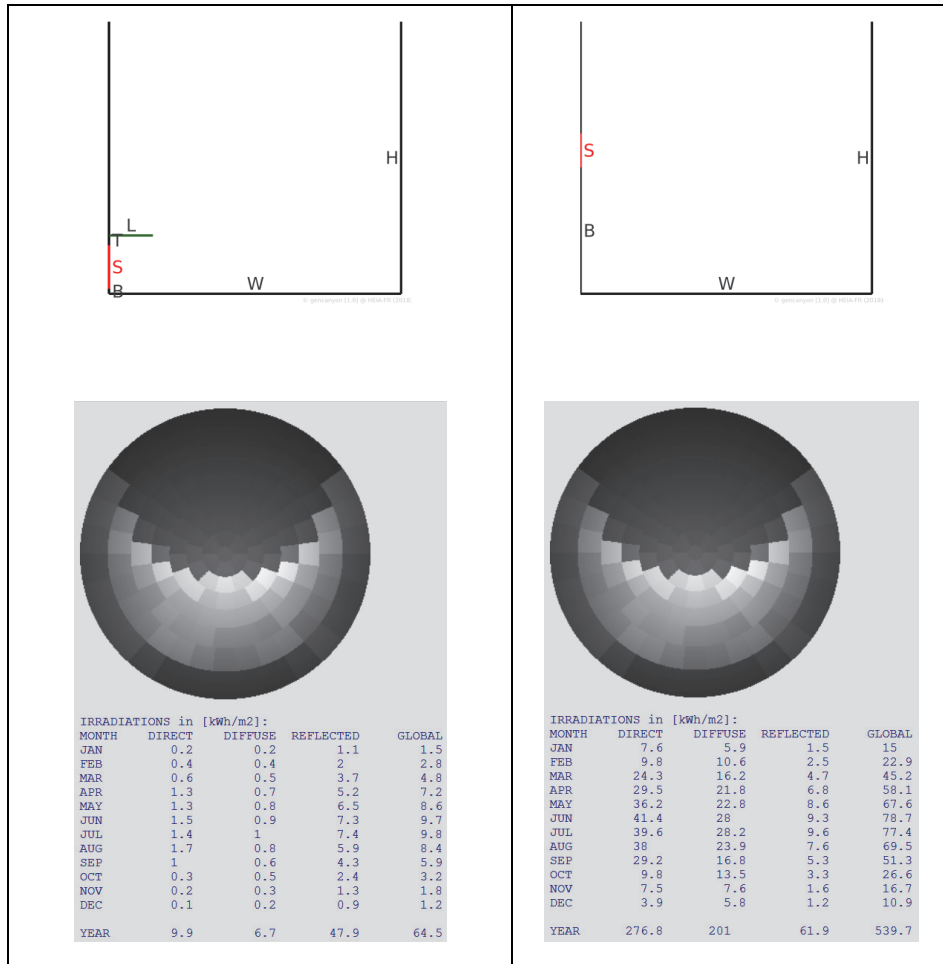 H
L
T
S
B
W
© gencanyon [1.0] @ HEIA-FR (2018)
IRRADIATIONS in [kWh/m2]:
MONTH DIRECT DIFFUSE REFLECTED GLOBAL
JAN 0.2 0.2 1.1 1.5
FEB 0.4 0.4 2 2.8
MAR 0.6 0.5 3.7 4.8
APR 1.3 0.7 5.2 7.2
MAY 1.3 0.8 6.5 8.6
JUN 1.5 0.9 7.3 9.7
JUL 1.4 1 7.4 9.8
AUG 1.7 0.8 5.9 8.4
SEP 1 0.6 4.3 5.9
OCT 0.3 0.5 2.4 3.2
NOV 0.2 0.3 1.3 1.8
DEC 0.1 0.2 0.9 1.2
YEAR 9.9 6.7 47.9 64.5
S
H
B
W
© gencanyon [1.0] @ HEIA-FR (2018)
IRRADIATIONS in [kWh/m2]:
MONTH DIRECT DIFFUSE REFLECTED GLOBAL
JAN 7.6 5.9 1.5 15
FEB 9.8 10.6 2.5 22.9
MAR 24.3 16.2 4.7 45.2
APR 29.5 21.8 6.8 58.1
MAY 36.2 22.8 8.6 67.6
JUN 41.4 28 9.3 78.7
JUL 39.6 28.2 9.6 77.4
AUG 38 23.9 7.6 69.5
SEP 29.2 16.8 5.3 51.3
OCT 9.8 13.5 3.3 26.6
NOV 7.5 7.6 1.6 16.7
DEC 3.9 5.8 1.2 10.9
YEAR 276.8 201 61.9 539.7